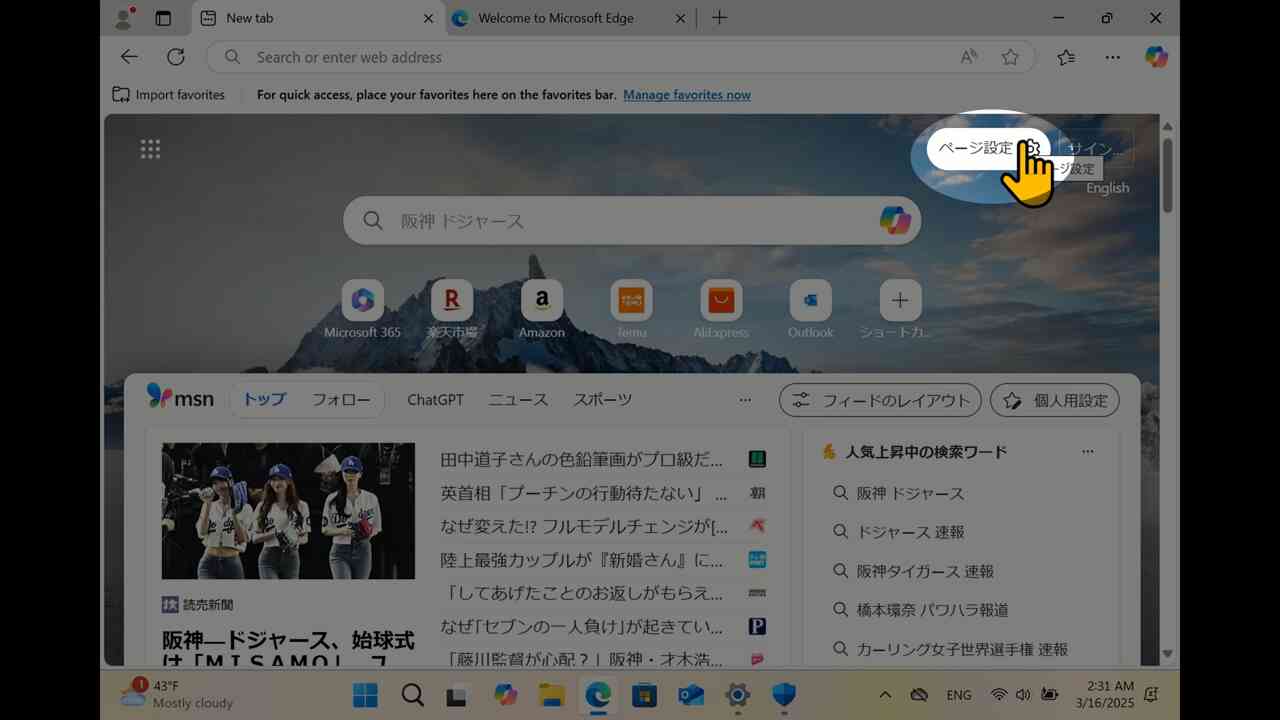 New tab
Welcome to Microsoft Edge
Search or enter web address
Import favorites
For quick access, place your favorites here on the favorites bar. Manage favorites now
ページ設定
サイン...
ジ設定
English
阪神 ドジャース
Microsoft 365
楽天市場
Amazon
Temu
AliExpress
Outlook
ショートカ...
msn
トップ
フォロー
ChatGPT
ニュース
スポーツ
...
フィードのレイアウト
個人用設定
田中道子さんの色鉛筆画がプロ級だ...
英首相「プーチンの行動待たない」 ...
なぜ変えた!? フルモデルチェンジが[...
陸上最強カップルが『新婚さん』に...
「してあげたことのお返しがもらえ...
なぜ｢セブンの一人負け｣が起きてい...
「藤川監督が心配？」阪神・才木浩...
読売新聞
阪神―ドジャース、始球式
は「ＭＩＳＡＭＯ」 ユ
人気上昇中の検索ワード
阪神 ドジャース
ドジャース 速報
阪神タイガース 速報
橋本環奈 パワハラ報道
カーリング女子世界選手権 速報
1
43°F
Mostly cloudy
ENG
2:31 AM
3/16/2025